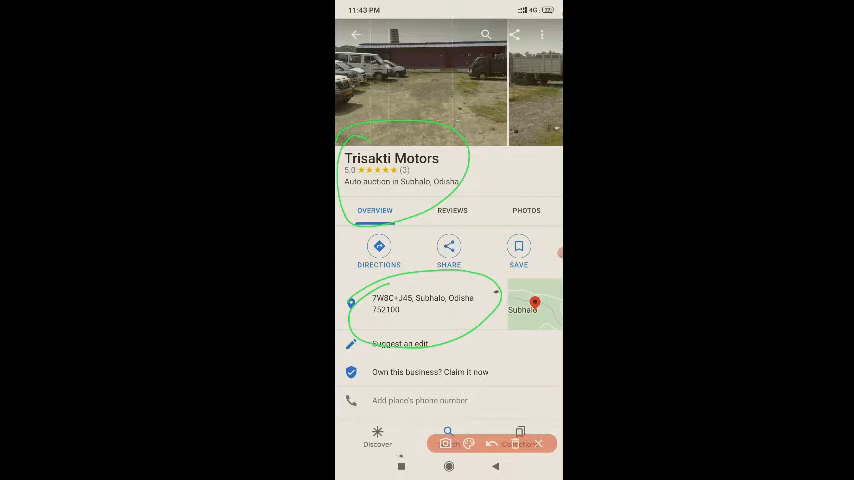 11:43 PM
4G
Trisakti Motors
5.0 ★★★★★ (3)
Auto auction in Subhalo, Odisha
OVERVIEW
REVIEWS
PHOTOS
DIRECTIONS
SHARE
SAVE
7W8C+J45, Subhalo, Odisha
752100
Subhalo
Suggest an edit
Own this business? Claim it now
Add place's phone number
Discover